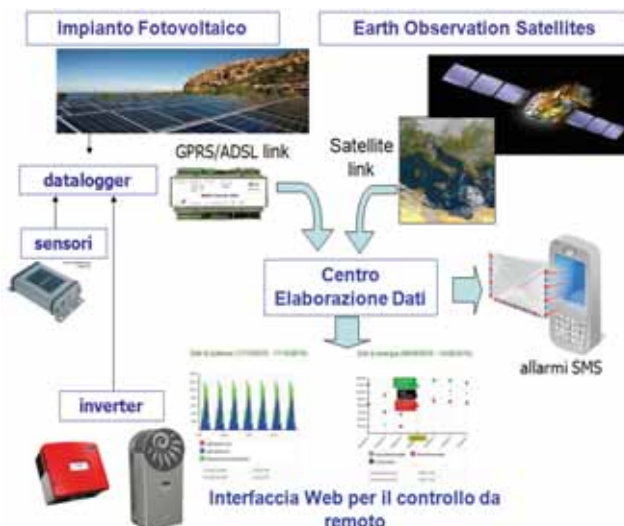 Impianto Fotovoltaico
Earth Observation Satellites
GPRS/ADSL link
Satellite
link
datalogger
sensori
Centro
Elaborazione Dati
allarmi SMS
inverter
Interfaccia Web per il controllo da
remoto